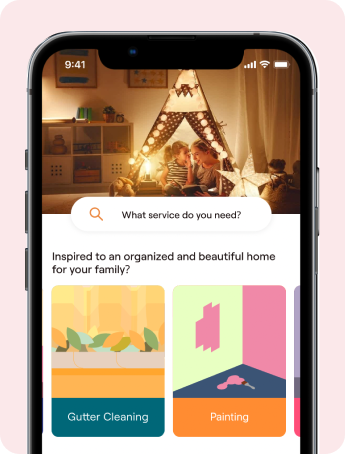 9:41
What service do you need?
Inspired to an organized and beautiful home
for your family?
Gutter Cleaning
Painting